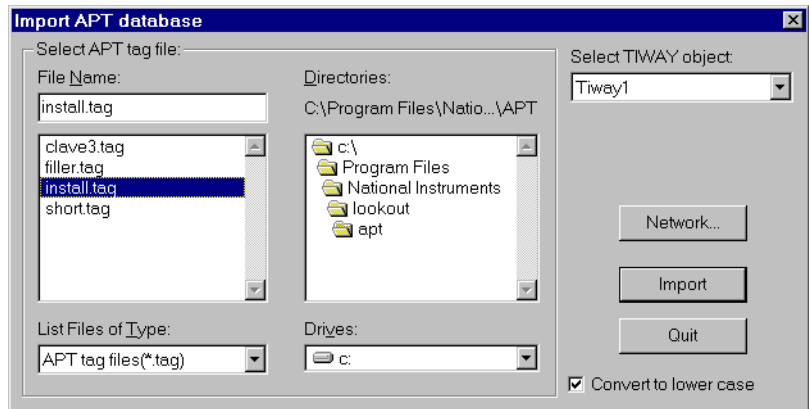 Import APT database
Select APT tag file:
File Name:
install.tag
clave3.tag
filler.tag
install.tag
short.tag
List Files of Type:
APT tag files(*.tag)
Directories:
C:\Program Files\Natio...\APT
c:\
Program Files
National Instruments
lookout
apt
Drives:
c:
Select TIWAY object:
Tiway1
Network...
Import
Quit
Convert to lower case